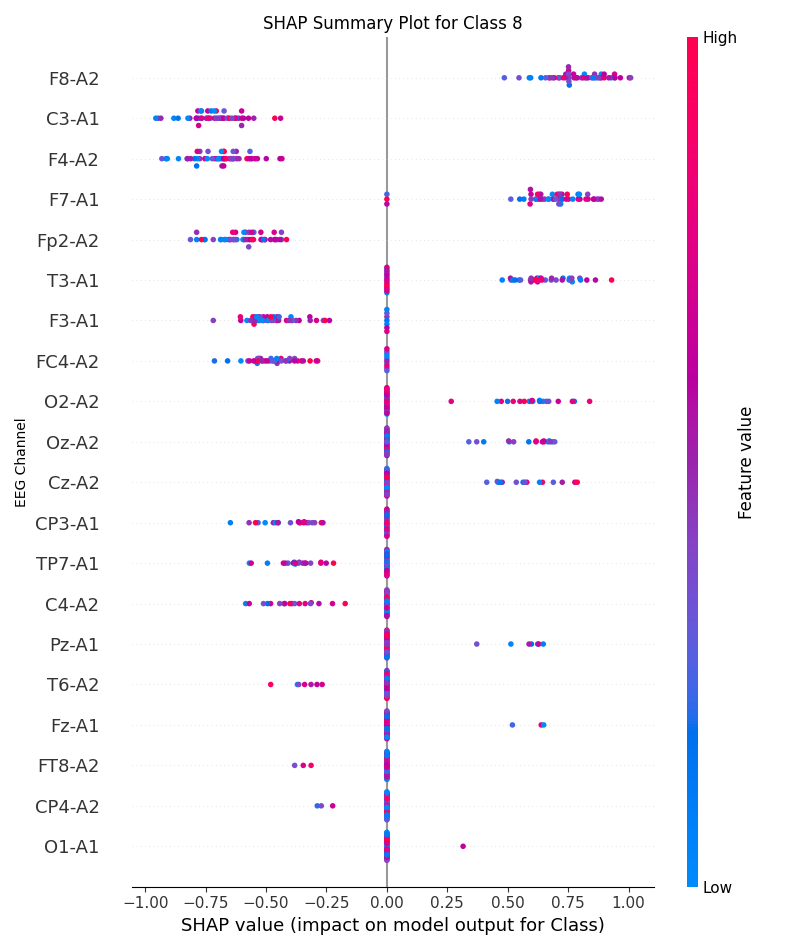 SHAP Summary Plot for Class 8
High
F8-A2
C3-A1
F4-A2
F7-A1
Fp2-A2
T3-A1
F3-A1
FC4-A2
O2-A2
Oz-A2
Cz-A2
CP3-A1
TP7-A1
C4-A2
Pz-A1
T6-A2
Fz-A1
FT8-A2
CP4-A2
O1-A1
EEG Channel
Feature value
Low
−1.00 −0.75 −0.50 −0.25 0.00 0.25 0.50 0.75 1.00
SHAP value (impact on model output for Class)